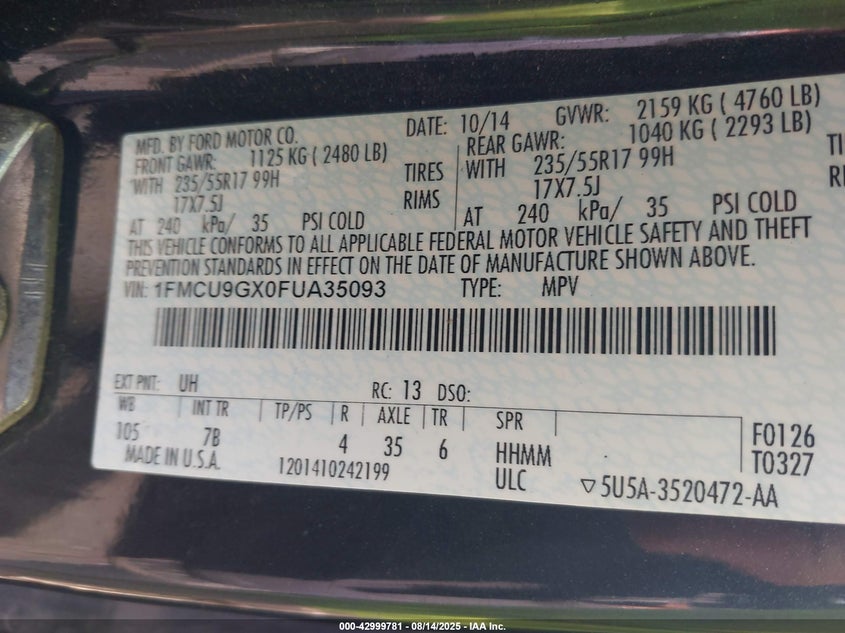 MFD. BY FORD MOTOR CO. DATE: 10/14 GVWR: 2159 KG ( 4760 LB)
FRONT GAWR: 1125 KG ( 2480 LB) REAR GAWR: 1040 KG ( 2293 LB)
WITH 235/55R17 99H TIRES WITH 235/55R17 99H TI
17X7.5J RIMS 17X7.5J
AT 240 kPa/ 35 PSI COLD AT 240 kPa/ 35 PSI COLD
THIS VEHICLE CONFORMS TO ALL APPLICABLE FEDERAL MOTOR VEHICLE SAFETY AND THEFT
PREVENTION STANDARDS IN EFFECT ON THE DATE OF MANUFACTURE SHOWN ABOVE.
VIN: 1FMCU9GX0FUA35093 TYPE: MPV
EXT PNT: UH RC: 13 DSO:
WB INT TR TP/PS R AXLE TR SPR
105 7B 4 35 6 HHMM F0126
MADE IN U.S.A. 1201410242199 ULC T0327
▽5U5A-3520472-AA
000-42999781 - 08/14/2025 - IAA Inc.